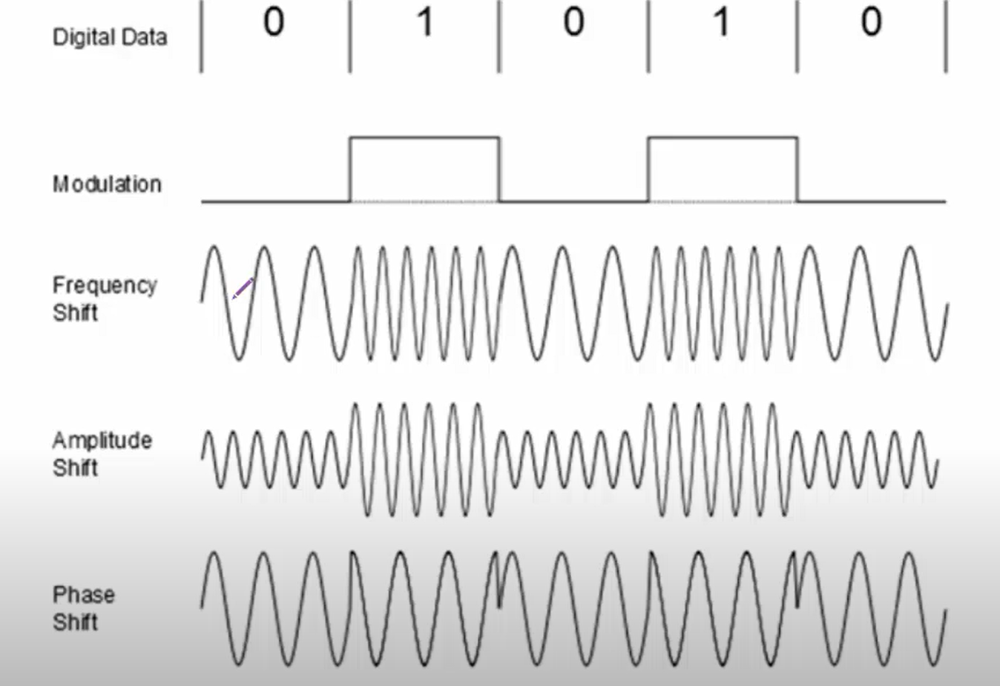 Digital Data
0 1 0 1 0
Modulation
Frequency
Shift
Amplitude
Shift
Phase
Shift